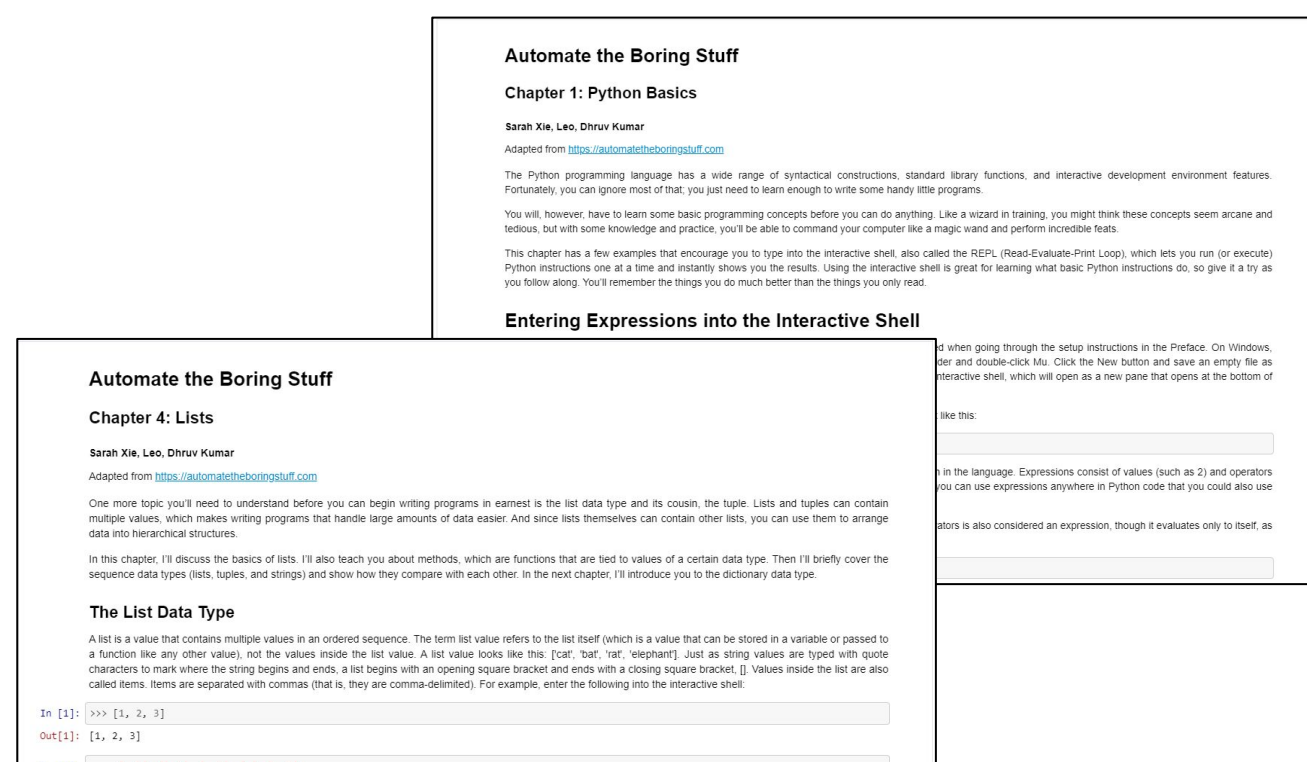 Automate the Boring Stuff
Chapter 1: Python Basics
Sarah Xie, Leo, Dhruv Kumar
Adapted from https://automatetheboringstuff.com
The Python programming language has a wide range of syntactical constructions, standard library functions, and interactive development environment features.
Fortunately, you can ignore most of that; you just need to learn enough to write some handy little programs.
You will, however, have to learn some basic programming concepts before you can do anything. Like a wizard in training, you might think these concepts seem arcane and
tedious, but with some knowledge and practice, you'll be able to command your computer like a magic wand and perform incredible feats.
This chapter has a few examples that encourage you to type into the interactive shell, also called the REPL (Read-Evaluate-Print Loop), which lets you run (or execute)
Python instructions one at a time and instantly shows you the results. Using the interactive shell is great for learning what basic Python instructions do, so give it a try as
you follow along. You'll remember the things you do much better than the things you only read.
Entering Expressions into the Interactive Shell
when going through the setup instructions in the Preface. On Windows,
and double-click Mu. Click the New button and save an empty file as
interactive shell, which will open as a new pane that opens at the bottom of
like this:
in the language. Expressions consist of values (such as 2) and operators
you can use expressions anywhere in Python code that you could also use
is also considered an expression, though it evaluates only to itself, as
Automate the Boring Stuff
Chapter 4: Lists
Sarah Xie, Leo, Dhruv Kumar
Adapted from https://automatetheboringstuff.com
One more topic you'll need to understand before you can begin writing programs in earnest is the list data type and its cousin, the tuple. Lists and tuples can contain
multiple values, which makes writing programs that handle large amounts of data easier. And since lists themselves can contain other lists, you can use them to arrange
data into hierarchical structures.
In this chapter, I'll discuss the basics of lists. I'll also teach you about methods, which are functions that are tied to values of a certain data type. Then I'll briefly cover the
sequence data types (lists, tuples, and strings) and show how they compare with each other. In the next chapter, I'll introduce you to the dictionary data type.
The List Data Type
A list is a value that contains multiple values in an ordered sequence. The term list value refers to the list itself (which is a value that can be stored in a variable or passed to
a function like any other value), not the values inside the list value. A list value looks like this: ['cat', 'bat', 'rat', 'elephant']. Just as string values are typed with quote
characters to mark where the string begins and ends, a list begins with an opening square bracket and ends with a closing square bracket, []. Values inside the list are also
called items. Items are separated with commas (that is, they are comma-delimited). For example, enter the following into the interactive shell:
In [1]: >>> [1, 2, 3]
Out[1]: [1, 2, 3]